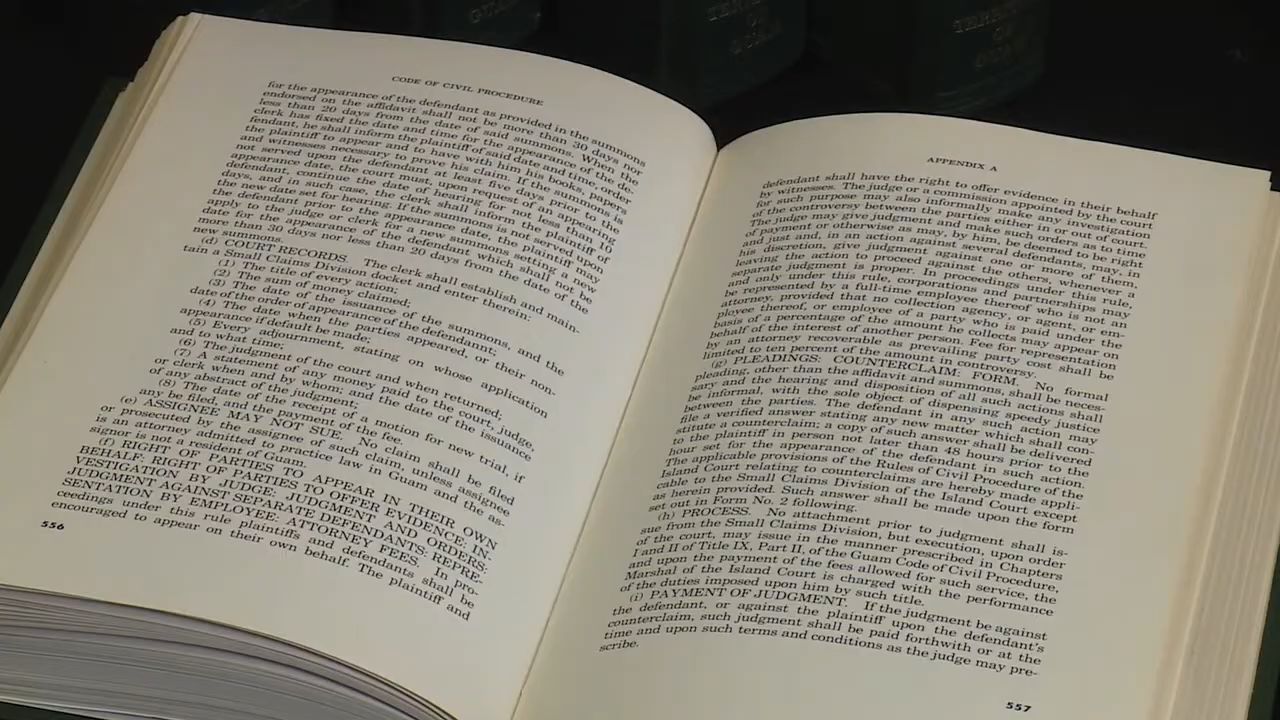 GUAM
TERRITORY
OF
GUAM
TERRITORY
OF
GUAM
CODE OF CIVIL PROCEDURE
for the appearance of the defendant as provided in the summons
endorsed on the affidavit shall not be more than 30 days nor
less than 20 days from the date of said summons. When the
clerk has fixed the date and time for the appearance of the de-
fendant, he shall inform the plaintiff of said date and time, order
the plaintiff to appear and to have with him his books, papers
and witnesses necessary to prove his claim. If the summons is
not served upon the defendant at least five days prior to the
appearance date, the court must, upon request of an appearing
defendant, continue the date of hearing for not less than 10
days, and in such case, the clerk shall inform the plaintiff of
the new date set for hearing. If the summons is not served upon
the defendant prior to the appearance date, the plaintiff may
apply to the judge or clerk for a new summons setting a new
date for the appearance of the defendant which shall not be
more than 30 days nor less than 20 days from the date of the
new summons.
(d) COURT RECORDS. The clerk shall establish and main-
tain a Small Claims Division docket and enter therein:
(1) The title of every action;
(2) The sum of money claimed;
(3) The date of the issuance of the summons, and the
date of the order of appearance of the defendant;
(4) The date when the parties appeared, or their non-
appearance if default be made;
(5) Every adjournment, stating on whose application
and to what time;
(6) The judgment of the court and when returned;
(7) A statement of any money paid to the court, judge,
or clerk when and by whom; and the date of the issuance,
of any abstract of the judgment;
(8) The date of the receipt of a motion for new trial, if
any be filed, and the payment of the fee.
(e) ASSIGNEE MAY NOT SUE. No claim shall be filed
or prosecuted by the assignee of such claim, unless assignee
is an attorney admitted to practice law in Guam and the as-
signor is not a resident of Guam.
(f) RIGHT OF PARTIES TO APPEAR IN THEIR OWN
BEHALF: RIGHT OF PARTIES TO OFFER EVIDENCE, IN-
VESTIGATION BY JUDGE: JUDGMENT AND ORDERS:
JUDGMENT AGAINST SEPARATE DEFENDANTS: REPRE-
SENTATION BY EMPLOYEE: ATTORNEY FEES. In pro-
ceedings under this rule plaintiffs and defendants shall be
encouraged to appear on their own behalf. The plaintiff and
556
APPENDIX A
defendant shall have the right to offer evidence in their behalf
by witnesses. The judge or a commission appointed by the court
for such purpose may also informally make any investigation
of the controversy between the parties either in or out of court.
The judge may give judgment and make such orders as to time
of payment or otherwise as may, by him, be deemed to be right
and just and, in an action against several defendants, may, in
his discretion, give judgment against one or more of them,
leaving the action to proceed against the others, whenever a
separate judgment is proper. In proceedings under this rule,
and only under this rule, corporations and partnerships may
be represented by a full-time employee thereof who is not an
attorney, provided that no collection agency, or agent, or em-
ployee thereof, or employee of a party who is paid under the
basis of a percentage of the amount he collects may appear on
behalf of the interest of another person. Fee for representation
by an attorney recoverable as prevailing party cost shall be
limited to ten percent of the amount in controversy.
(g) PLEADINGS: COUNTERCLAIM: FORM. No formal
pleading, other than the affidavit and summons, shall be neces-
sary and the hearing and disposition of all such actions shall
be informal, with the sole object of dispensing speedy justice
between the parties. The defendant in any such action may
file a verified answer stating any new matter which shall con-
stitute a counterclaim; a copy of such answer shall be delivered
to the plaintiff in person not later than 48 hours prior to the
hour set for the appearance of the defendant in such action.
The applicable provisions of the Rules of Civil Procedure of the
Island Court relating to counterclaims are hereby made appli-
cable to the Small Claims Division of the Island Court except
as herein provided. Such answer shall be made upon the form
set out in Form No. 2 following.
(h) PROCESS. No attachment prior to judgment shall is-
sue from the Small Claims Division, but execution, upon order
of the court, may issue in the manner prescribed in Chapters
I and II of Title IX, Part II, of the Guam Code of Civil Procedure,
and upon the payment of the fees allowed for such service, the
Marshal of the Island Court is charged with the performance
of the duties imposed upon him by such title.
(i) PAYMENT OF JUDGMENT. If the judgment be against
the defendant, or against the plaintiff upon the defendant's
counterclaim, such judgment shall be paid forthwith or at the
time and upon such terms and conditions as the judge may pre-
scribe.
557